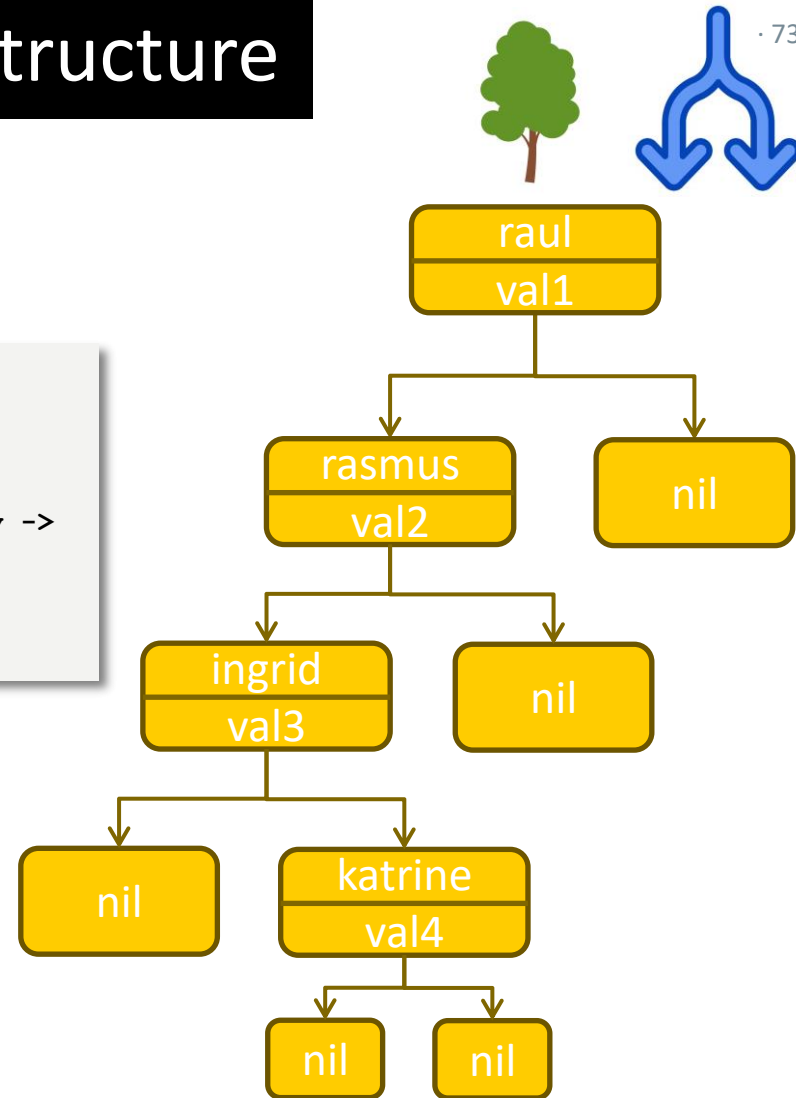 tructure
· 73
raul
val1
->
rasmus
val2
nil
ingrid
val3
nil
nil
katrine
val4
nil
nil